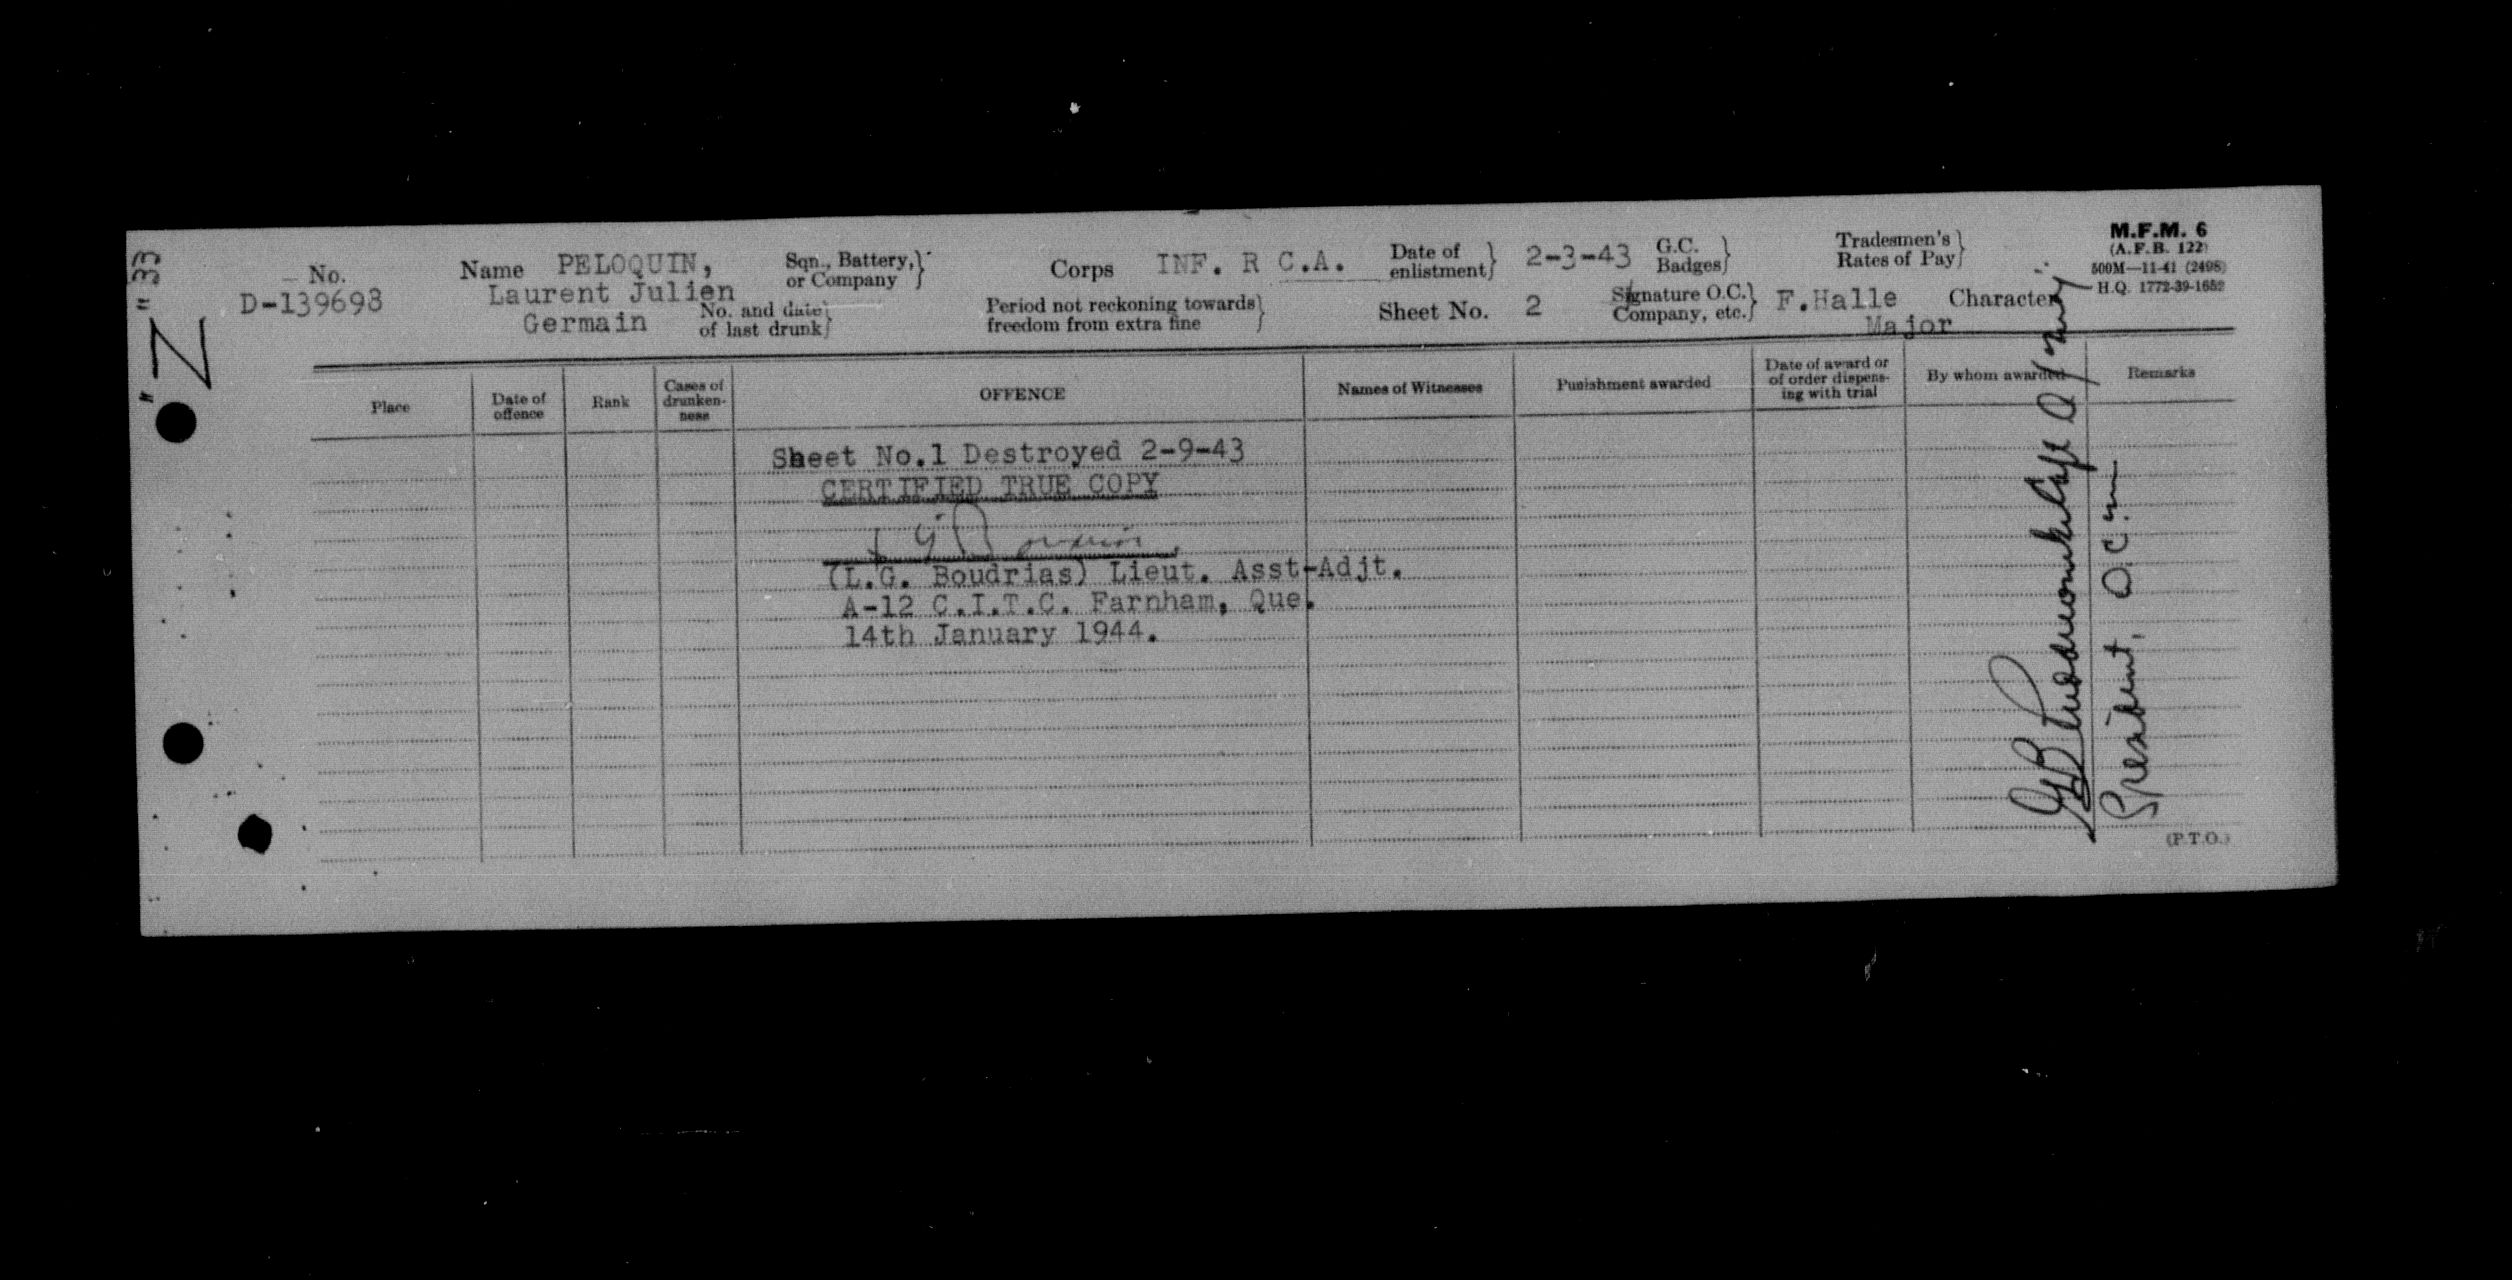 "Z" 33
No.
D-139698
Name PELOQUIN,
Laurent Julien
Germain
Sqn., Battery,
or Company
No. and date
of last drunk
Corps INF. R C.A.
Period not reckoning towards
freedom from extra fine
Date of
enlistment 2-3-43
Sheet No. 2
G.C.
Badges
Signature O.C.
Company, etc. F.Halle
Major
Tradesmen's
Rates of Pay
Character
M.F.M. 6
(A.F.B. 122)
500M—11-41 (2498)
H.Q. 1772-39-1652
Place
Date of
offence
Rank
Cases of
drunken-
ness
OFFENCE
Names of Witnesses
Punishment awarded
Date of award or
of order dispens-
ing with trial
By whom awarded
Remarks
Sheet No.1 Destroyed 2-9-43
CERTIFIED TRUE COPY
(L.G. Boudrias) Lieut. Asst-Adjt.
A-12 C.I.T.C. Farnham, Que.
14th January 1944.
President. O.C.M
(P.T.O.)